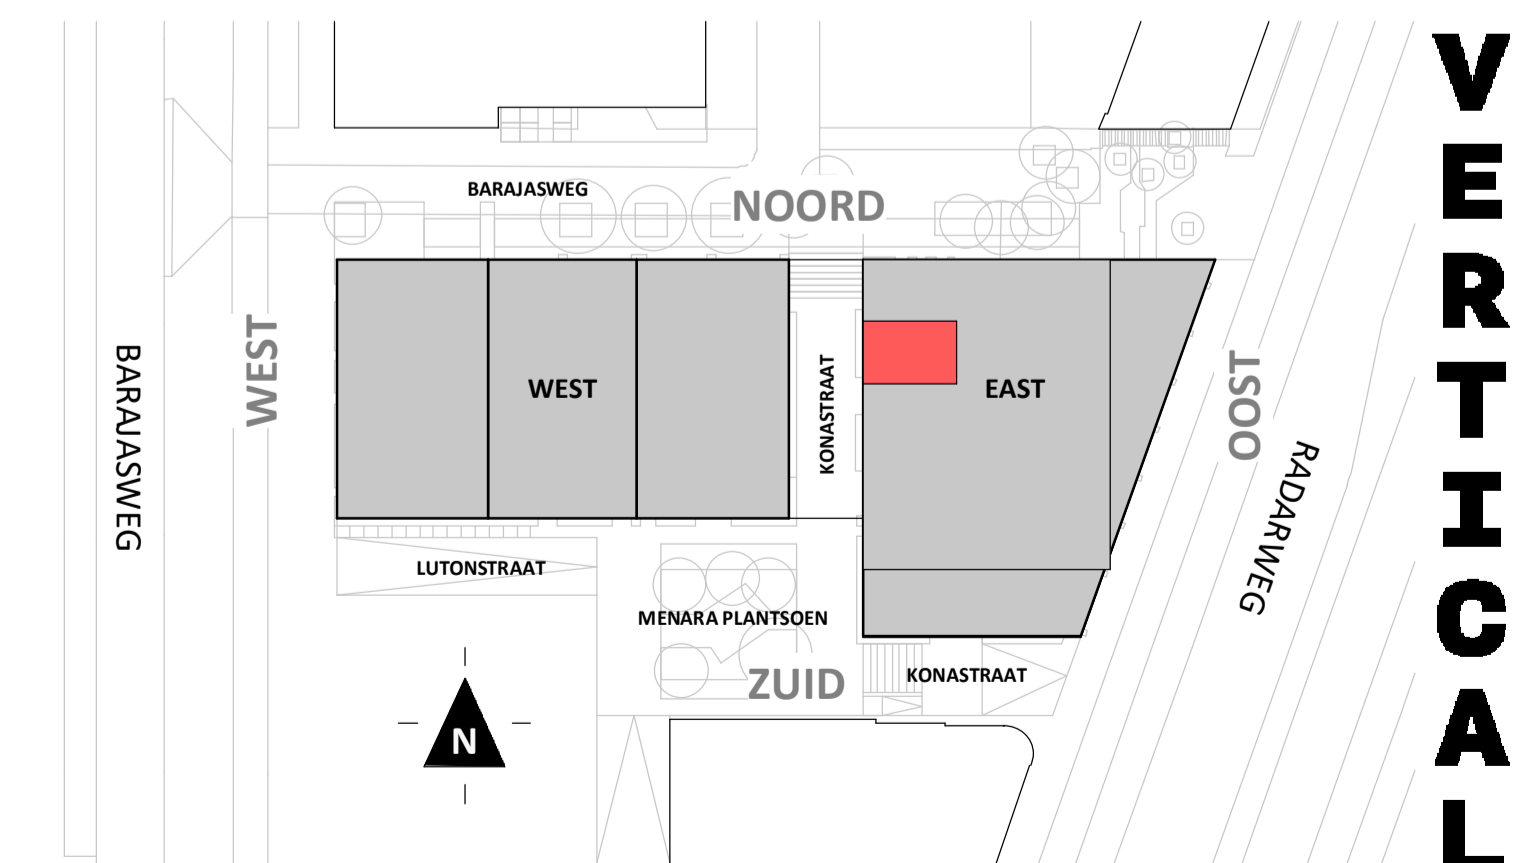 BARAJASWEG
NOORD
WEST
BARAJASWEG
WEST
KONASTRAAT
EAST
OOST
RADARWEG
LUTONSTRAAT
MENARA PLANTSOEN
ZUID
KONASTRAAT
N
VERTICAL